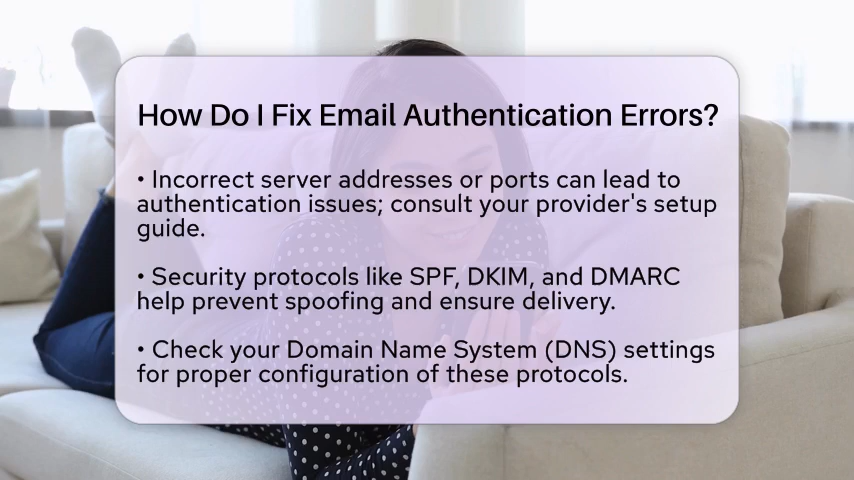 How Do I Fix Email Authentication Errors?
• Incorrect server addresses or ports can lead to
authentication issues; consult your provider's setup
guide.
• Security protocols like SPF, DKIM, and DMARC
help prevent spoofing and ensure delivery.
• Check your Domain Name System (DNS) settings
for proper configuration of these protocols.